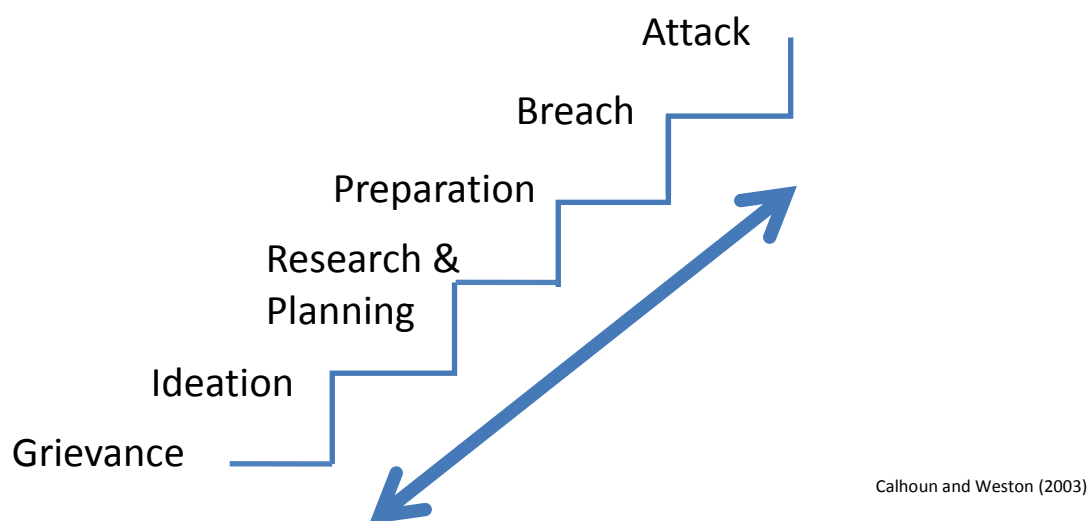 Attack
Breach
Preparation
Research &
Planning
Ideation
Grievance
Calhoun and Weston (2003)